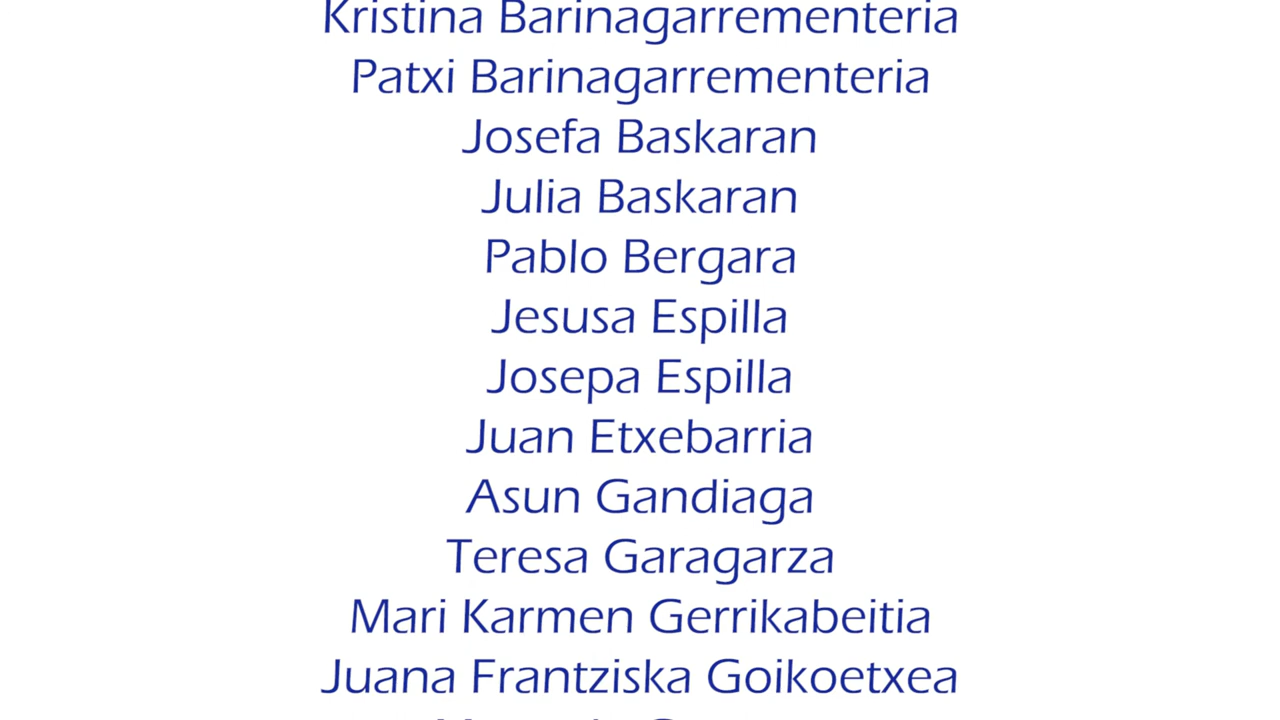 Kristina Barinagarrementeria
Patxi Barinagarrementeria
Josefa Baskaran
Julia Baskaran
Pablo Bergara
Jesusa Espilla
Josepa Espilla
Juan Etxebarria
Asun Gandiaga
Teresa Garagarza
Mari Karmen Gerrikabeitia
Juana Frantziska Goikoetxea